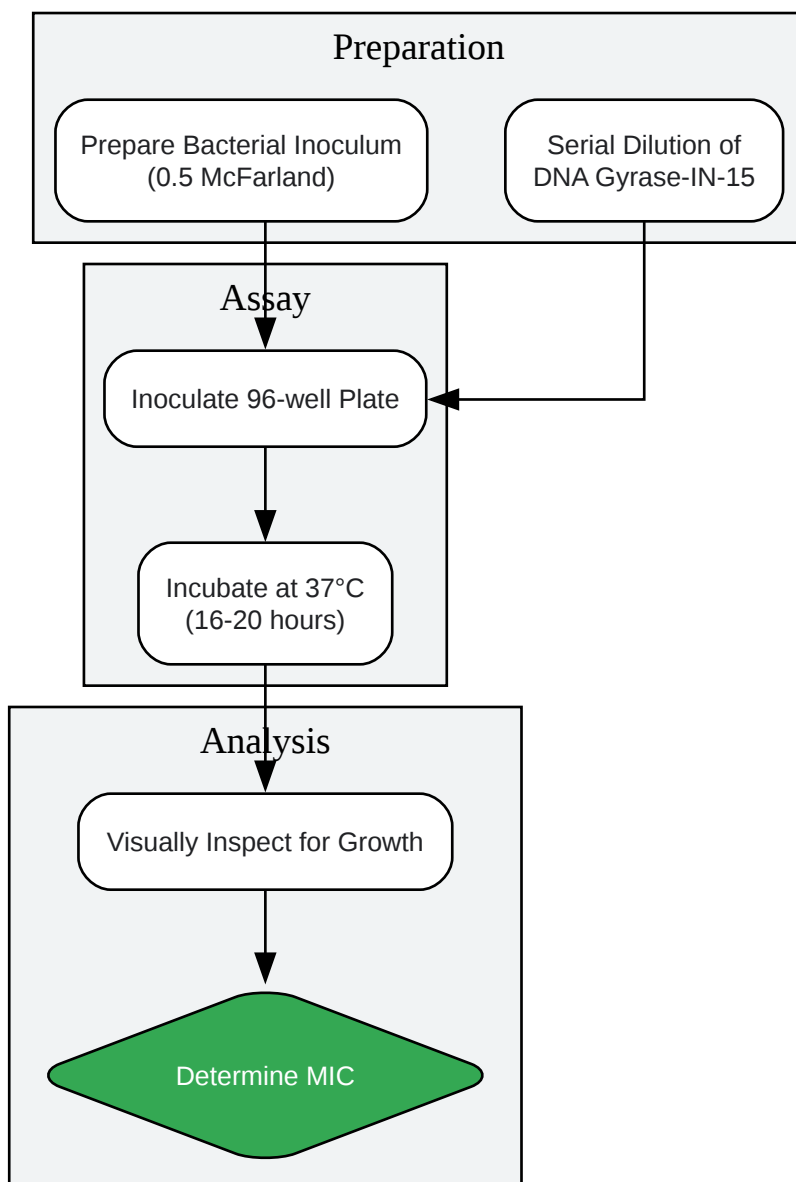 Preparation
Prepare Bacterial Inoculum
(0.5 McFarland)
Serial Dilution of
DNA Gyrase-IN-15
Assay
Inoculate 96-well Plate
Incubate at 37°C
(16-20 hours)
Analysis
Visually Inspect for Growth
Determine MIC